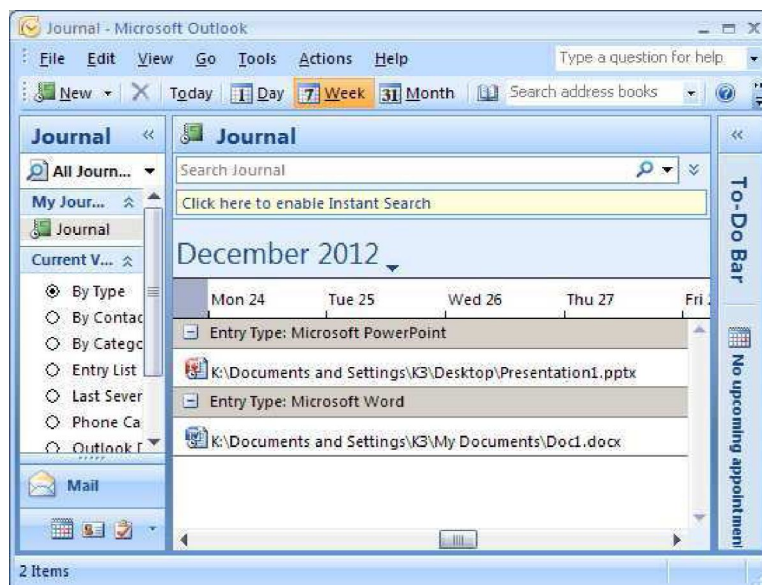 Journal - Microsoft Outlook
File Edit View Go Tools Actions Help Type a question for help
New Today 1 Day 7 Week 31 Month Search address books
Journal « Journal «
All Journ... Search Journal
My Jour... Click here to enable Instant Search
Journal
Current V... December 2012
By Type Mon 24 Tue 25 Wed 26 Thu 27 Fri
By Contac Entry Type: Microsoft PowerPoint
By Catego
Entry List K:\Documents and Settings\K3\Desktop\Presentation1.pptx
Last Sever Entry Type: Microsoft Word
Phone Ca
Outlook D K:\Documents and Settings\K3\My Documents\Doc1.docx
Mail
To-Do Bar
No upcoming appointment
2 Items